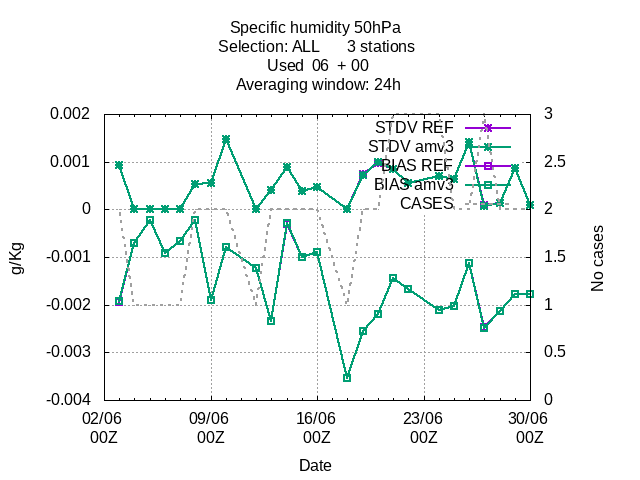 Specific humidity 50hPa
Selection: ALL 3 stations
Used 06 + 00
Averaging window: 24h
0.002
0.001
0
-0.001
-0.002
-0.003
-0.004
g/Kg
STDV REF
STDV amv3
BIAS REF
BIAS amv3
CASES
3
2.5
2
1.5
1
0.5
0
No cases
02/06 09/06 16/06 23/06 30/06
00Z 00Z 00Z 00Z 00Z
Date